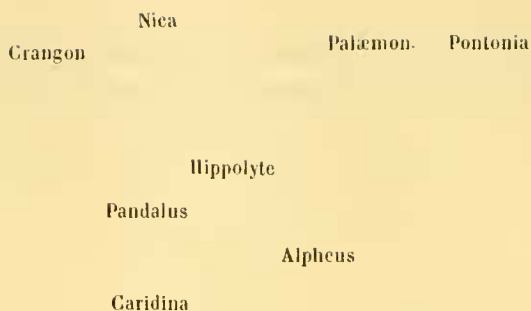 Nica
Crangon Palæmon. Pontonia
Hippolyte
Pandalus
Alpheus
Caridina